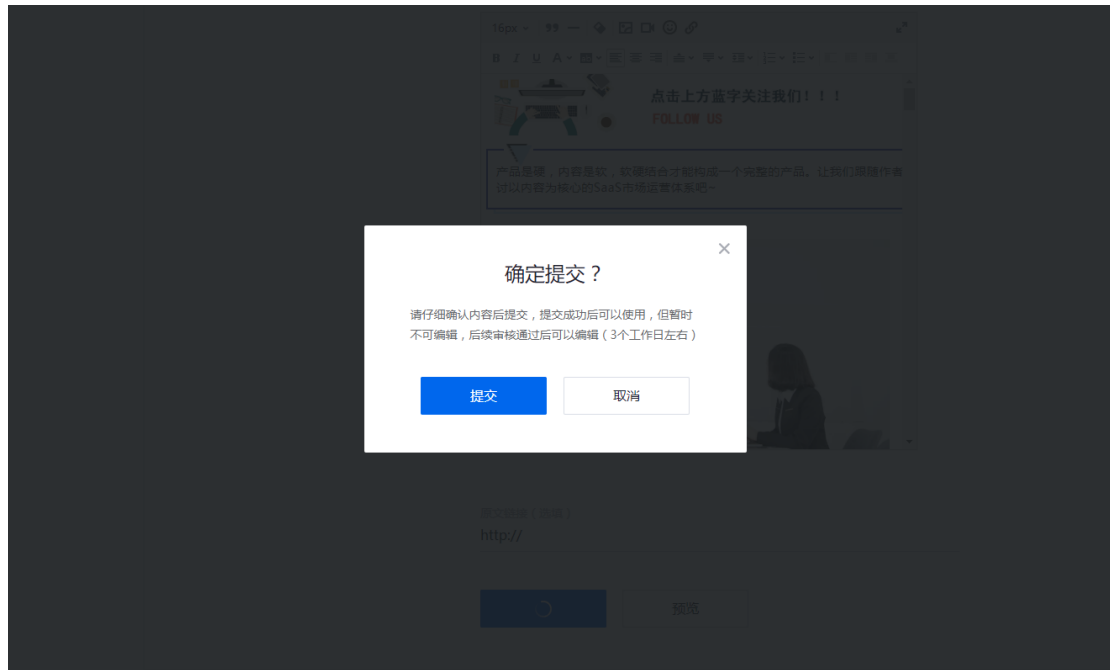 16px
B I U A
点击上方蓝字关注我们！！！
FOLLOW US
产品是硬，内容是软，软硬结合才能构成一个完整的产品。让我们跟随作者
讨以内容为核心的SaaS市场运营体系吧~
确定提交？
请仔细确认内容后提交，提交成功后可以使用，但暂时
不可编辑，后续审核通过后可以编辑（3个工作日左右）
提交
取消
http://
预览